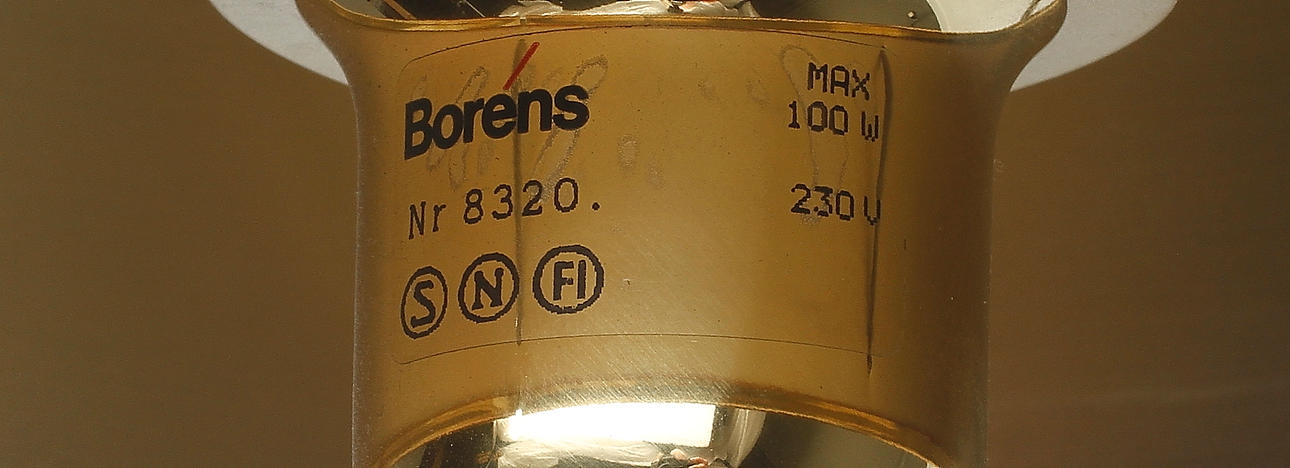 Borens
Nr 8320.
S N FI
MAX
100 W
230 V